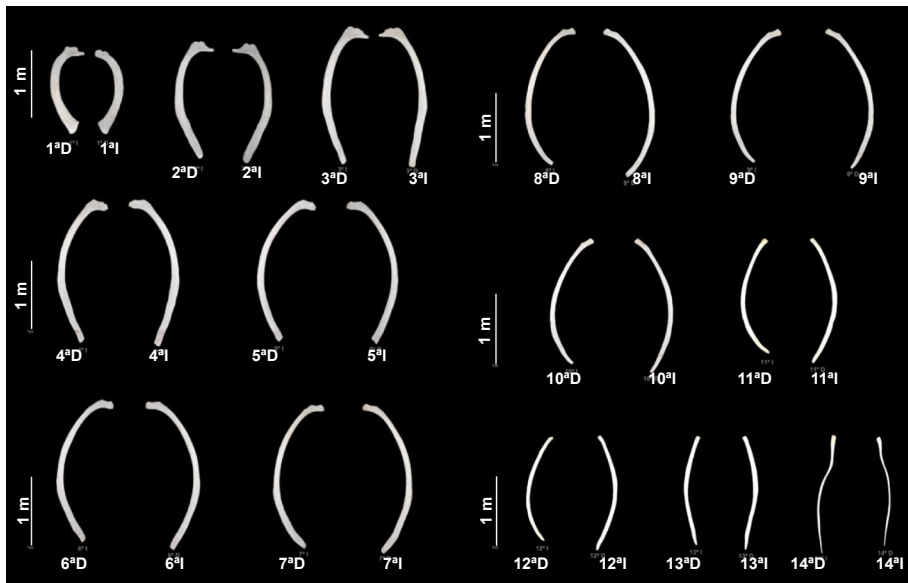 1 m
1ªD 1ªI
2ªD 2ªI
3ªD 3ªI
1 m
4ªD 4ªI
5ªD 5ªI
1 m
6ªD 6ªI
7ªD 7ªI
1 m
8ªD 8ªI
9ªD 9ªI
1 m
10ªD 10ªI
11ªD 11ªI
1 m
12ªD 12ªI
13ªD 13ªI
14ªD 14ªI